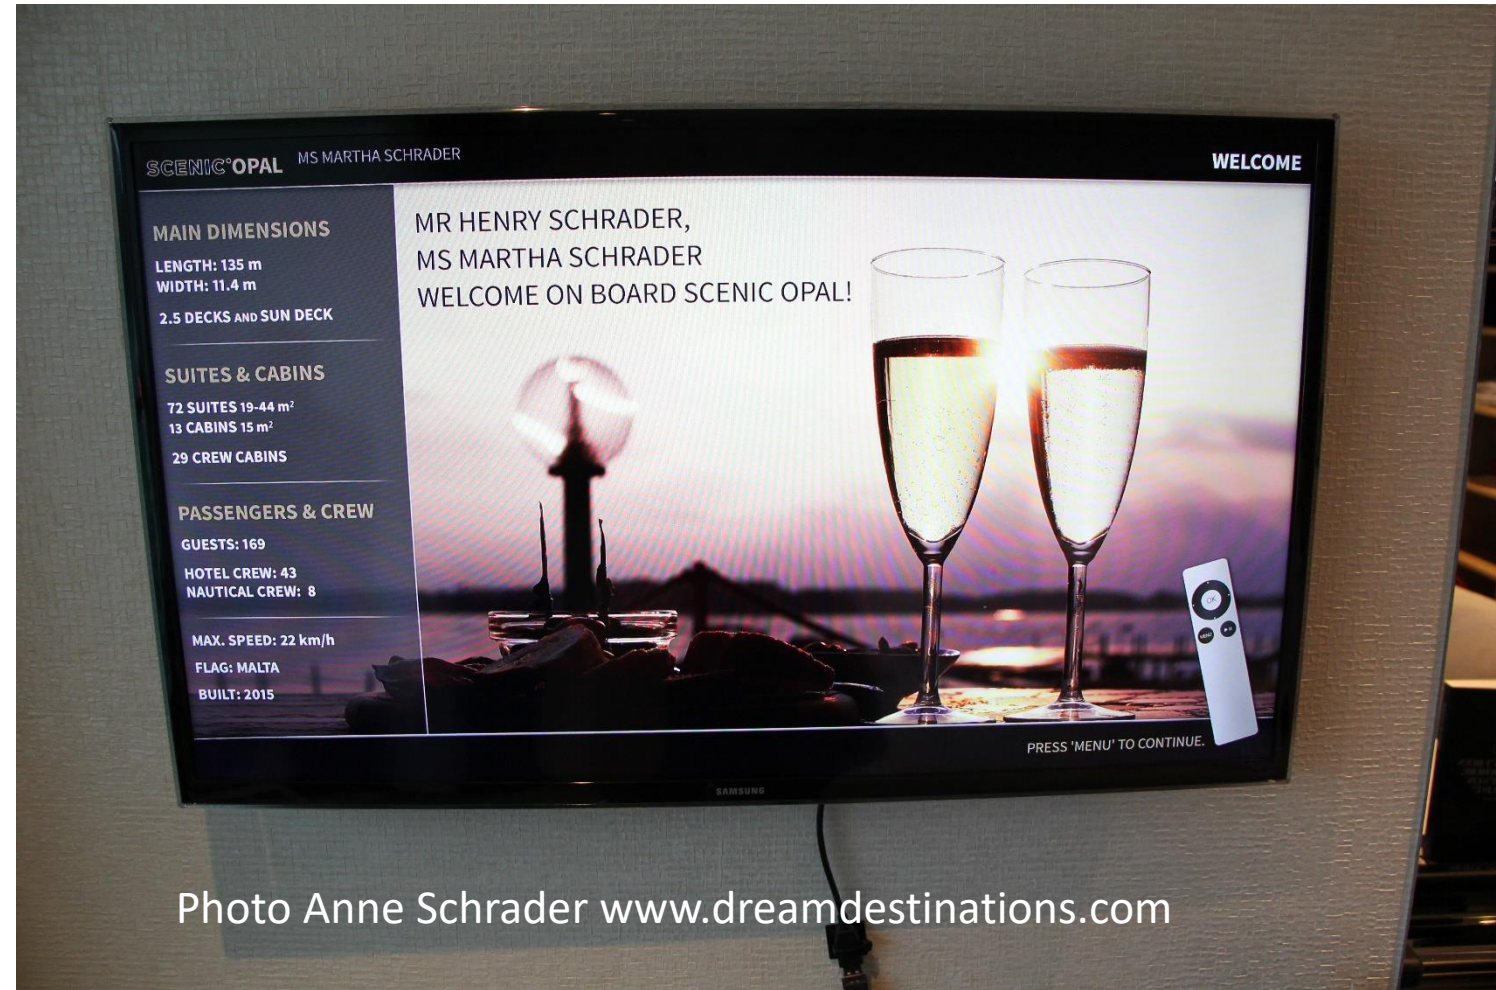 SCENIC°OPAL MS MARTHA SCHRADER
WELCOME
MAIN DIMENSIONS
LENGTH: 135 m
WIDTH: 11.4 m
2.5 DECKS AND SUN DECK
SUITES & CABINS
72 SUITES 19-44 m²
13 CABINS 15 m²
29 CREW CABINS
PASSENGERS & CREW
GUESTS: 169
HOTEL CREW: 43
NAUTICAL CREW: 8
MAX. SPEED: 22 km/h
FLAG: MALTA
BUILT: 2015
MR HENRY SCHRADER,
MS MARTHA SCHRADER
WELCOME ON BOARD SCENIC OPAL!
OK
MENU
PRESS 'MENU' TO CONTINUE.
SAMSUNG
Photo Anne Schrader www.dreamdestinations.com